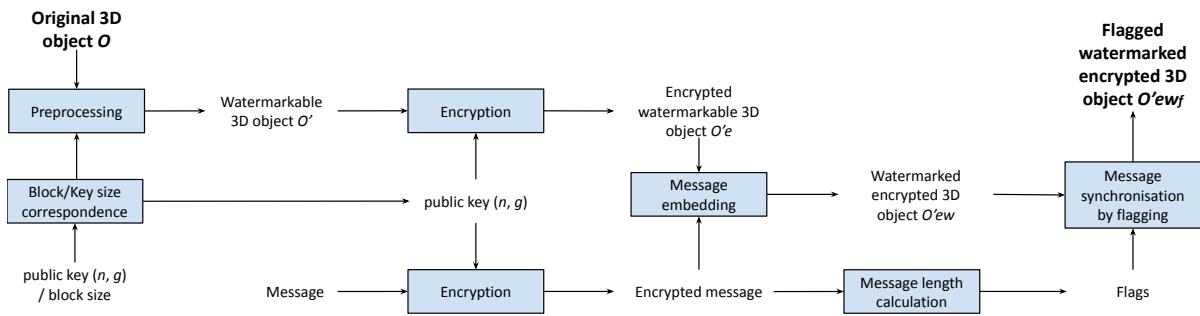 Original 3D
object O
Flagged
watermarked
encrypted 3D
object O'ewf
Preprocessing
Watermarkable
3D object O'
Encryption
Encrypted
watermarkable 3D
object O'e
Block/Key size
correspondence
public key (n, g)
Message
embedding
Watermarked
encrypted 3D
object O'ew
Message
synchronisation
by flagging
public key (n, g)
/ block size
Message
Encryption
Encrypted message
Message length
calculation
Flags